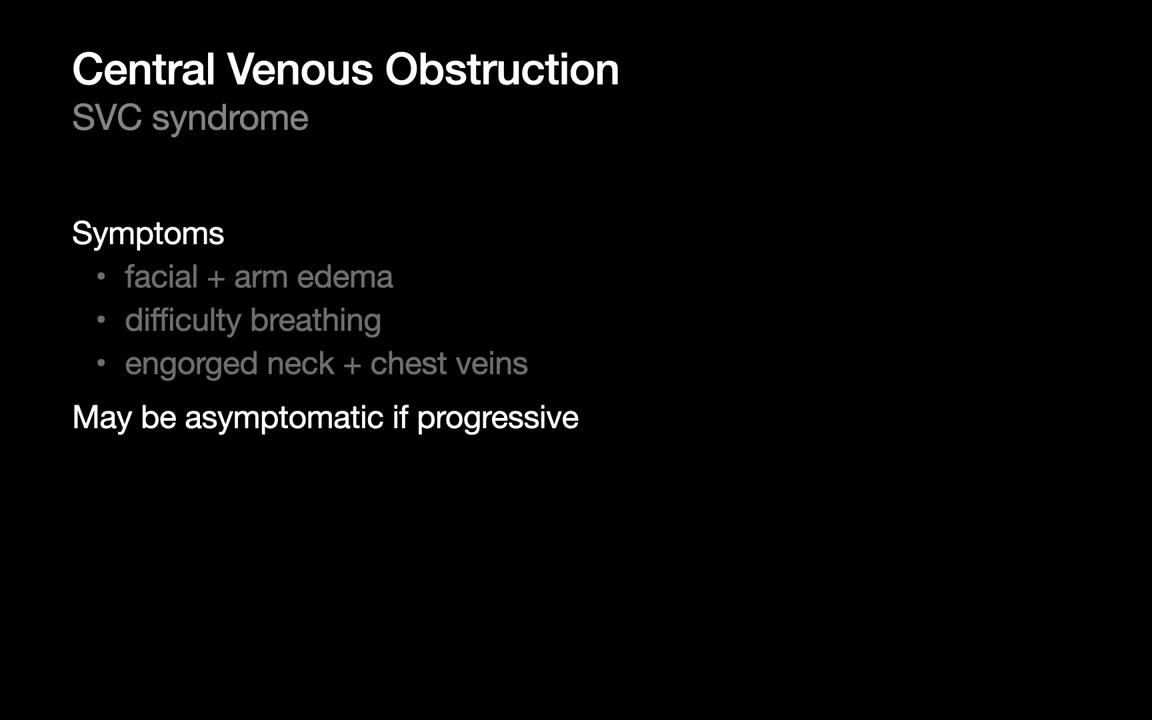 Central Venous Obstruction
SVC syndrome
Symptoms
• facial + arm edema
• difficulty breathing
• engorged neck + chest veins
May be asymptomatic if progressive